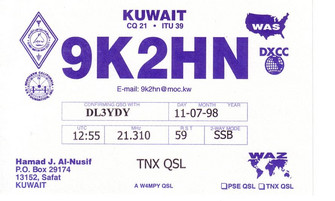 KUWAIT
CQ 21 • ITU 39
WAS
DXCC
9K2HN
E-mail: 9k2hn@moc.kw
CONFIRMING QSO WITH DAY MONTH YEAR
DL3YDY 11-07-98
UTC MHz R S T 2-WAY MODE
12:55 21.310 59 SSB
Hamad J. Al-Nusif
P.O. Box 29174
13152, Safat
KUWAIT
TNX QSL
WAZ
A W4MPY QSL
PSE QSL TNX QSL